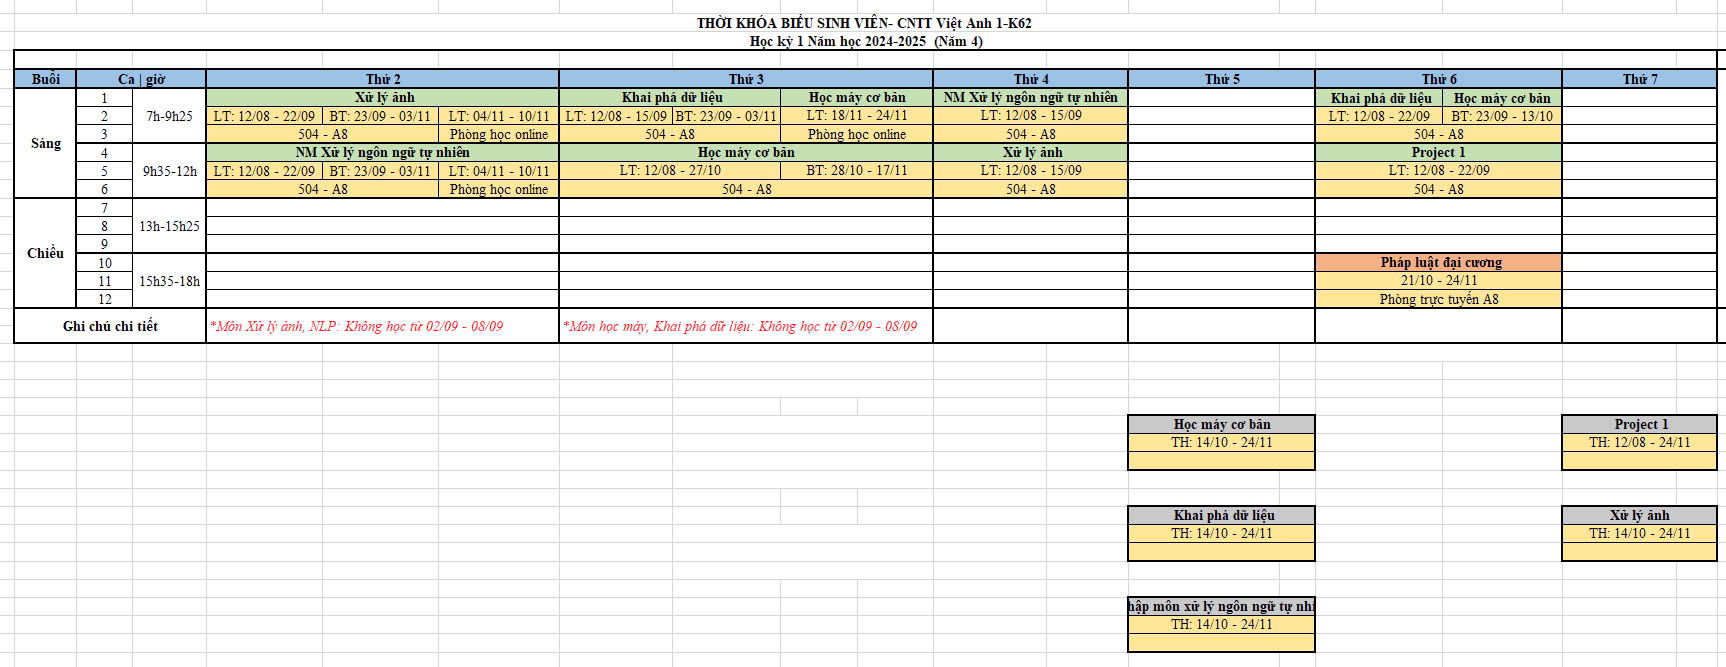 THỜI KHÓA BIỂU SINH VIÊN- CNTT Việt Anh 1-K62
Học kỳ 1 Năm học 2024-2025 (Năm 4)
Buổi Ca | giờ Thứ 2 Thứ 3 Thứ 4 Thứ 5 Thứ 6 Thứ 7
Sáng
1 Xử lý ảnh Khai phá dữ liệu Học máy cơ bản NM Xử lý ngôn ngữ tự nhiên Khai phá dữ liệu Học máy cơ bản
2 7h-9h25 LT: 12/08 - 22/09 BT: 23/09 - 03/11 LT: 04/11 - 10/11 LT: 12/08 - 15/09 BT: 23/09 - 03/11 LT: 18/11 - 24/11 LT: 12/08 - 15/09 LT: 12/08 - 22/09 BT: 23/09 - 13/10
3 504 - A8 Phòng học online 504 - A8 Phòng học online 504 - A8 504 - A8
4 NM Xử lý ngôn ngữ tự nhiên Học máy cơ bản Xử lý ảnh Project 1
5 9h35-12h LT: 12/08 - 22/09 BT: 23/09 - 03/11 LT: 04/11 - 10/11 LT: 12/08 - 27/10 BT: 28/10 - 17/11 LT: 12/08 - 15/09 LT: 12/08 - 22/09
6 504 - A8 Phòng học online 504 - A8 504 - A8 504 - A8
Chiều
7
8 13h-15h25
9
10 Pháp luật đại cương
11 15h35-18h 21/10 - 24/11
12 Phòng trực tuyến A8
Ghi chú chi tiết *Môn Xử lý ảnh, NLP: Không học từ 02/09 - 08/09 *Môn học máy, Khai phá dữ liệu: Không học từ 02/09 - 08/09
Học máy cơ bản Project 1
TH: 14/10 - 24/11 TH: 12/08 - 24/11
Khai phá dữ liệu Xử lý ảnh
TH: 14/10 - 24/11 TH: 14/10 - 24/11
hập môn xử lý ngôn ngữ tự nhi
TH: 14/10 - 24/11